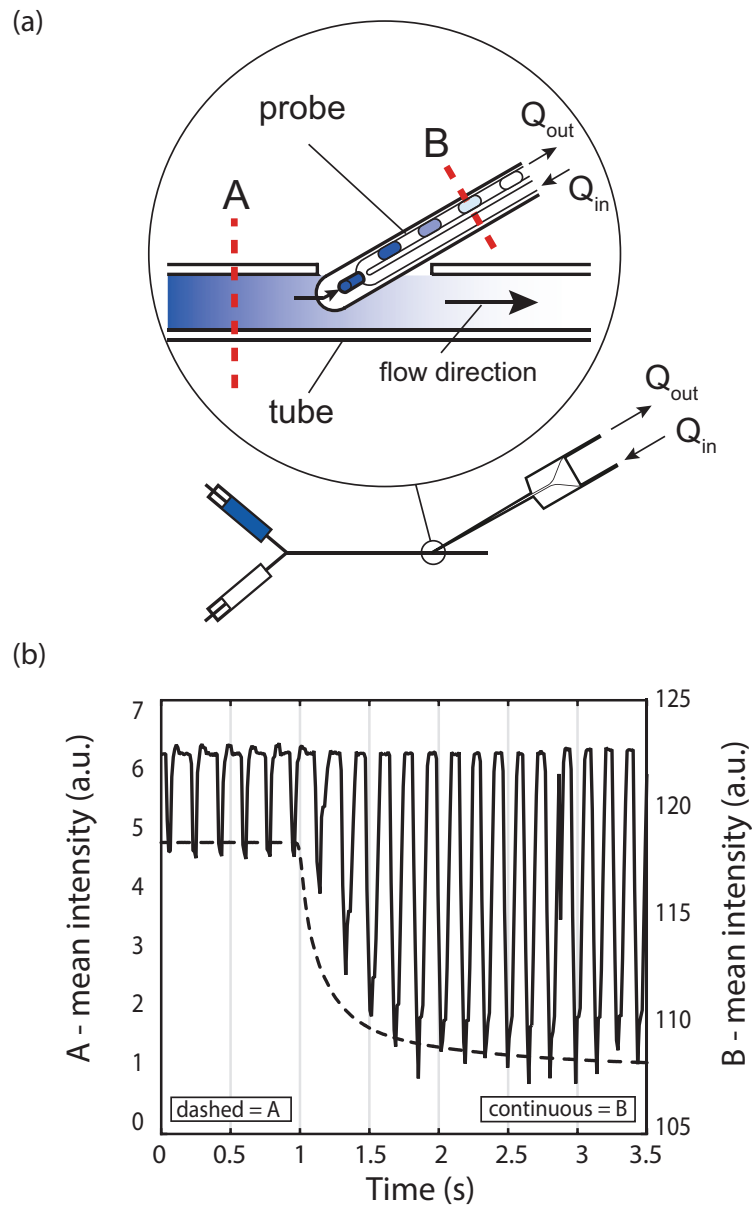 (a)
probe
Q out
B
Q in
A
flow direction
tube
Q out
Q in
(b)
A - mean intensity (a.u.)
7
6
5
4
3
2
1
0
125
120
115
110
105
B - mean intensity (a.u.)
dashed = A
continuous = B
0 0.5 1 1.5 2 2.5 3 3.5
Time (s)